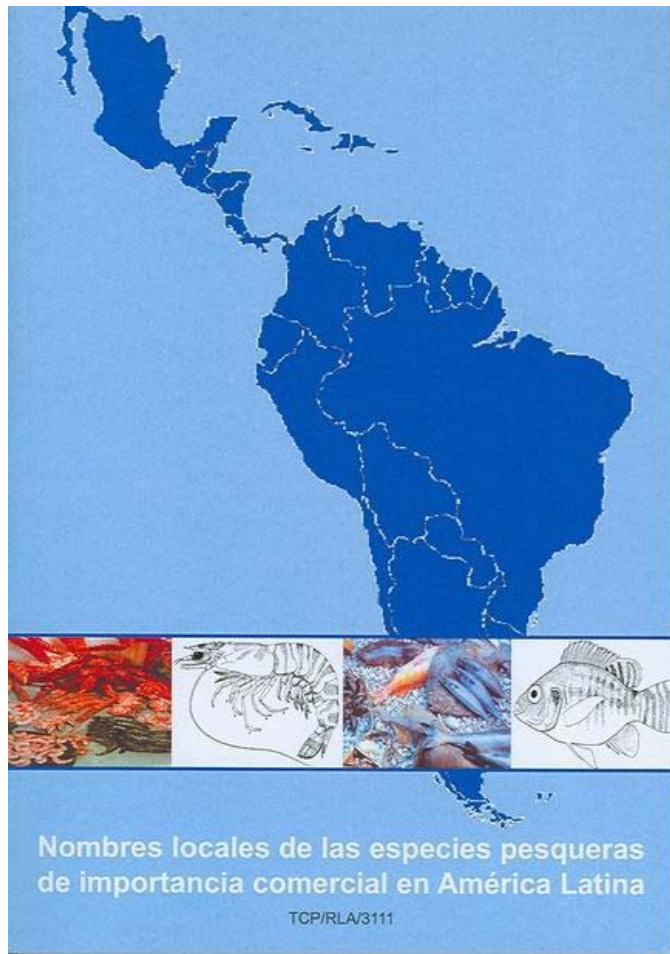 Nombres locales de las especies pesqueras
de importancia comercial en América Latina
TCP/RLA/3111